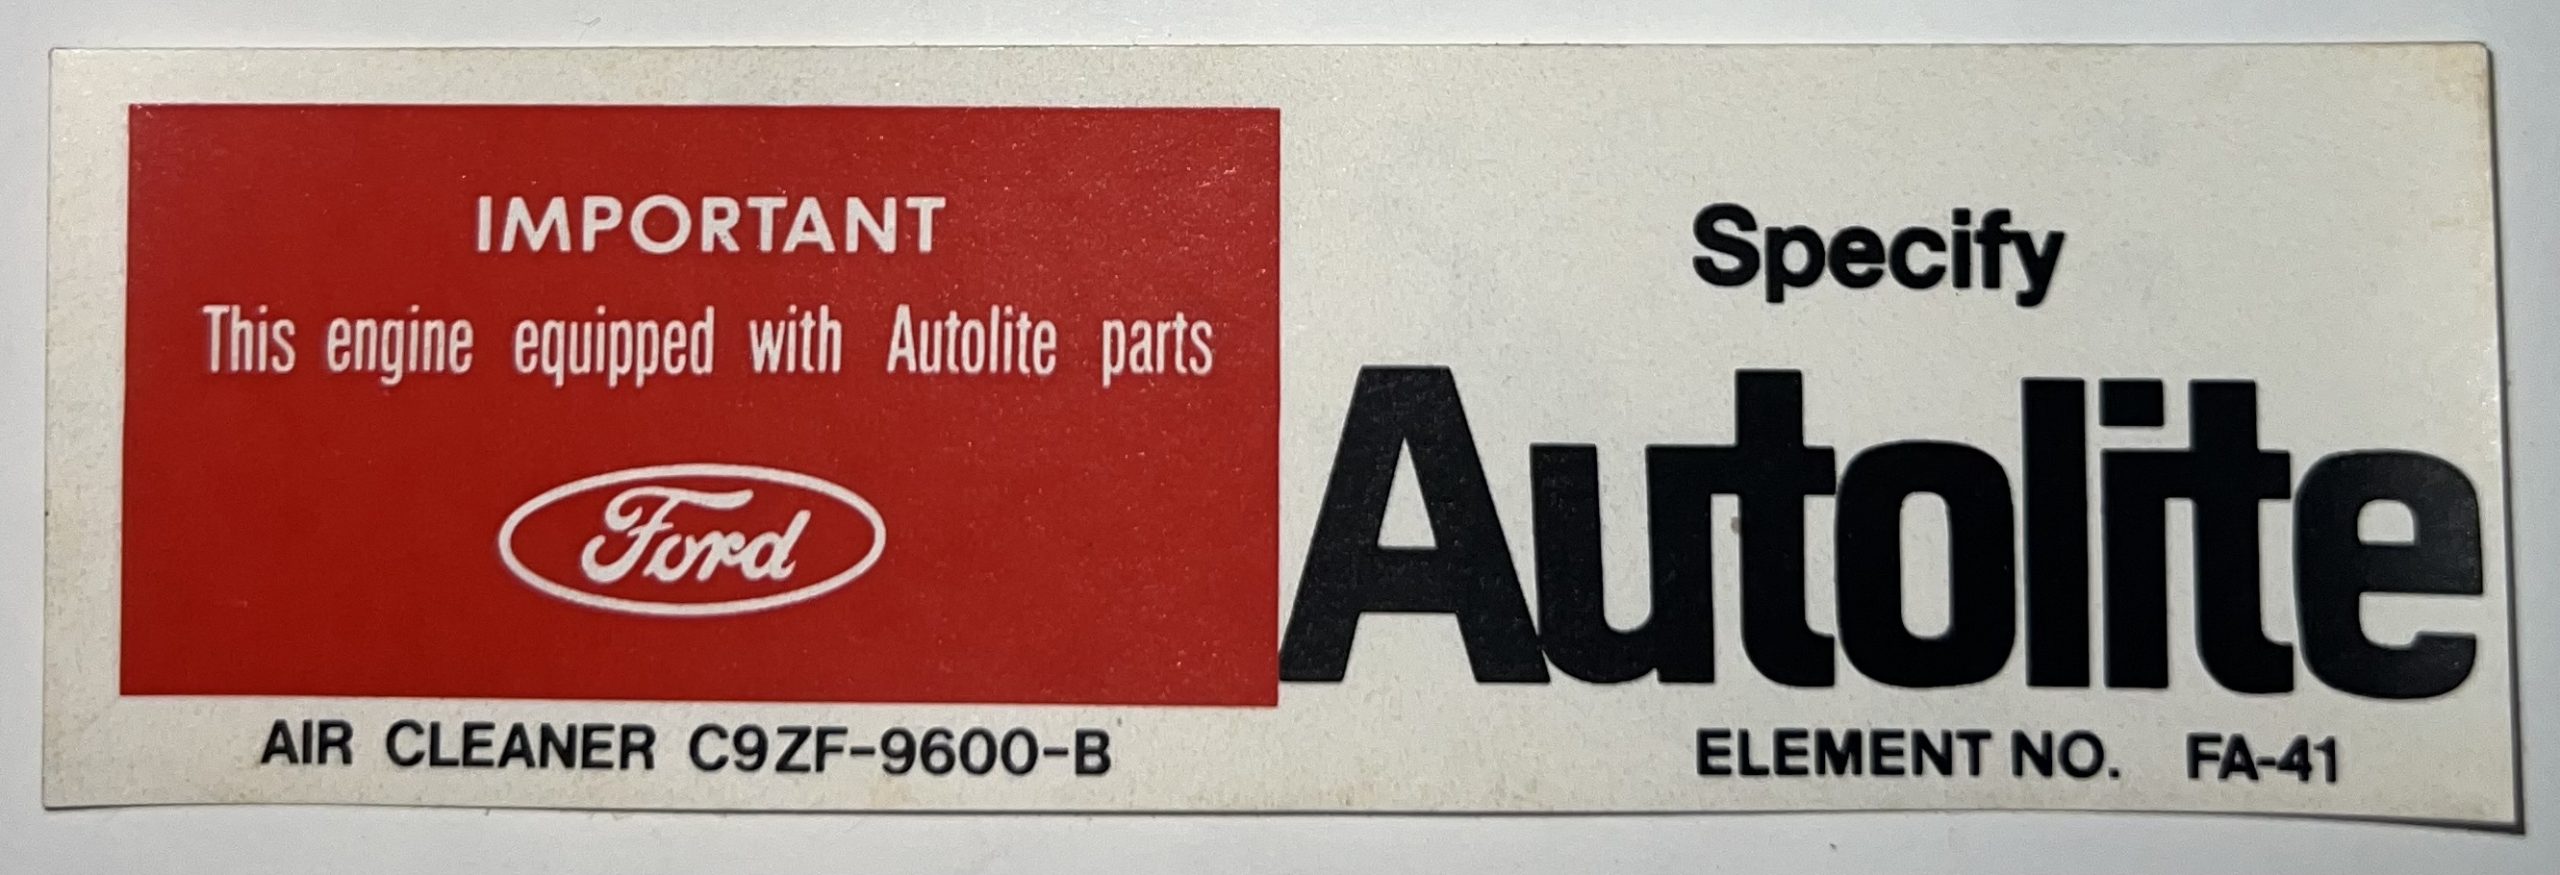 IMPORTANT
This engine equipped with Autolite parts
Ford
AIR CLEANER C9ZF-9600-B
Specify
Autolite
ELEMENT NO. FA-41